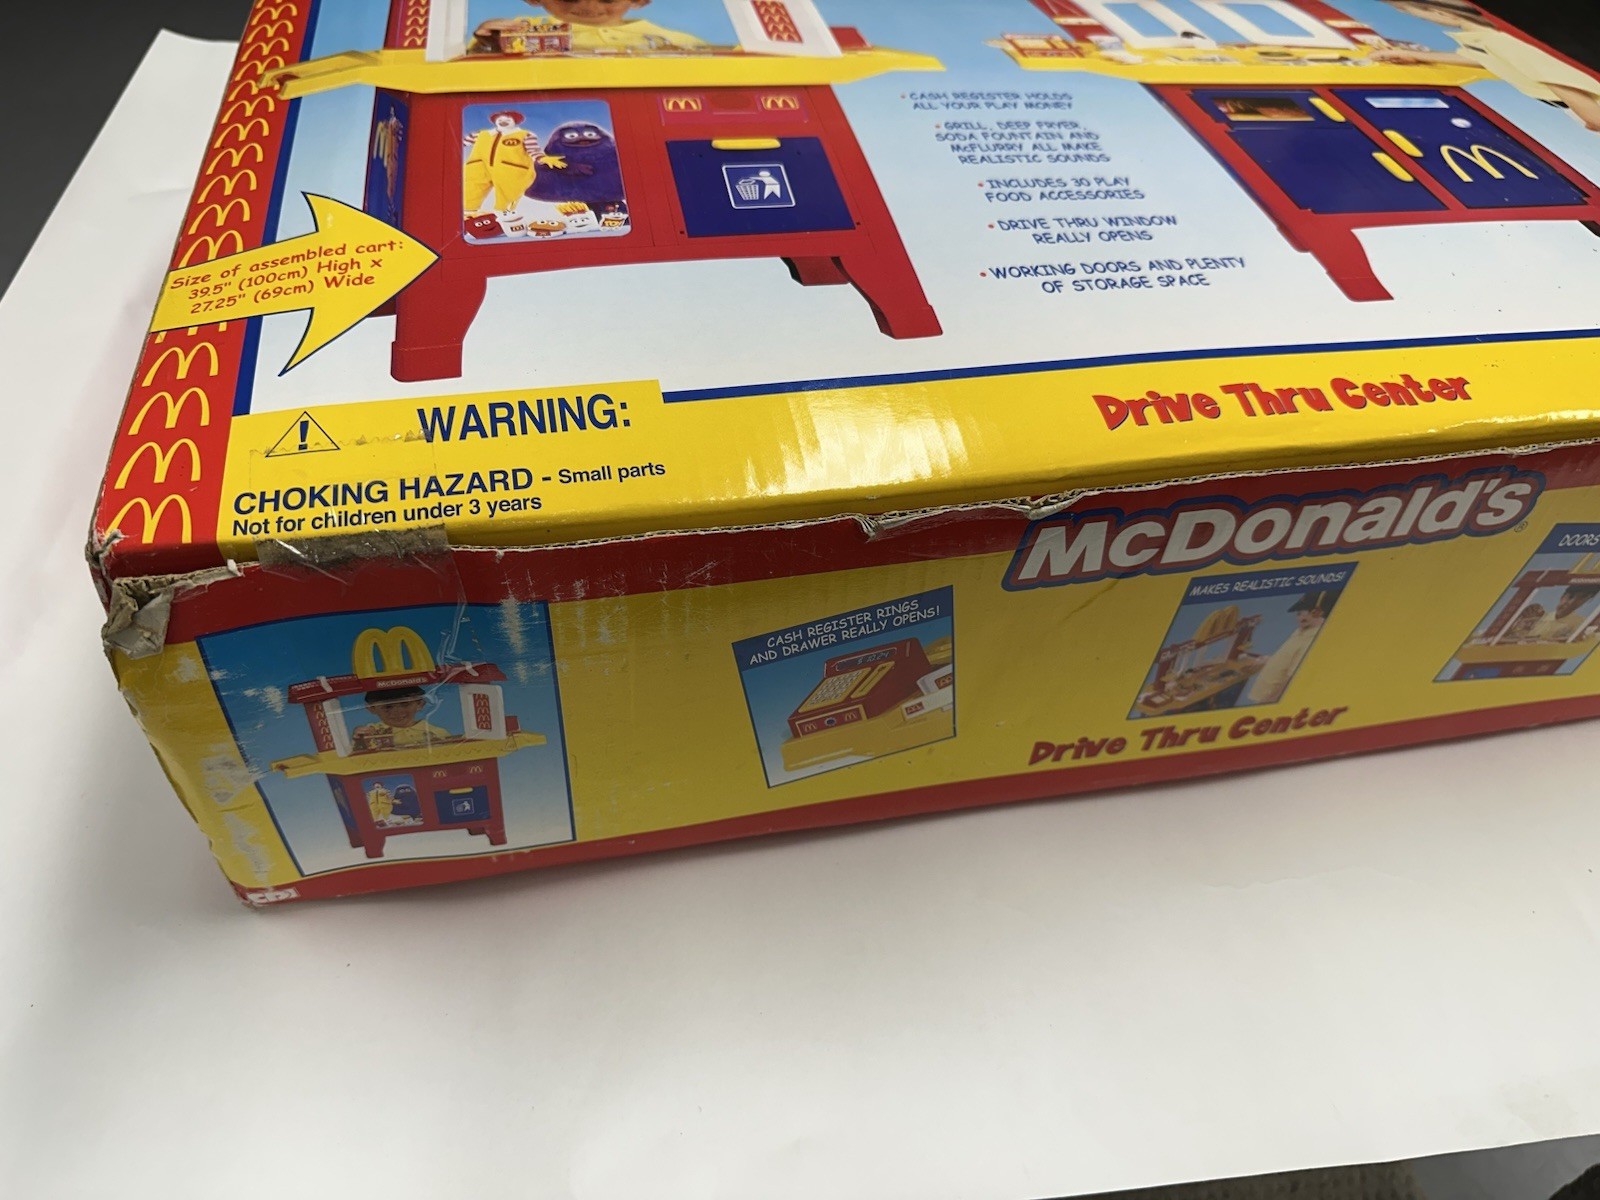 • CASH REGISTER HOLDS
ALL YOUR PLAY MONEY
• GRILL, DEEP FRYER,
SODA FOUNTAIN AND
McFLURRY ALL MAKE
REALISTIC SOUNDS
• INCLUDES 30 PLAY
FOOD ACCESSORIES
• DRIVE THRU WINDOW
REALLY OPENS
• WORKING DOORS AND PLENTY
OF STORAGE SPACE
Size of assembled cart:
39.5" (100cm) High x
27.25" (69cm) Wide
WARNING:
CHOKING HAZARD - Small parts
Not for children under 3 years
Drive Thru Center
McDonald's®
McDonald's
CASH REGISTER RINGS
AND DRAWER REALLY OPENS!
MAKES REALISTIC SOUNDS!
DOORS
Drive Thru Center